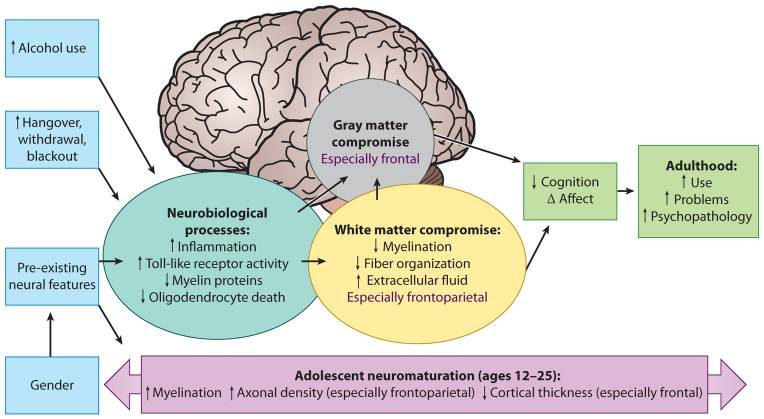 ↑Alcohol use
↑Hangover,
withdrawal,
blackout
Pre-existing
neural features
Gender
Gray matter
compromise
Especially frontal
Neurobiological
processes:
↑Inflammation
↑Toll-like receptor activity
↓Myelin proteins
↓Oligodendrocyte death
White matter compromise:
↓Myelination
↓Fiber organization
↑ Extracellular fluid
Especially frontoparietal
↓ Cognition
Δ Affect
Adulthood:
↑ Use
↑ Problems
↑Psychopathology
Adolescent neuromaturation (ages 12–25):
↑Myelination ↑Axonal density (especially frontoparietal) ↓Cortical thickness (especially frontal)